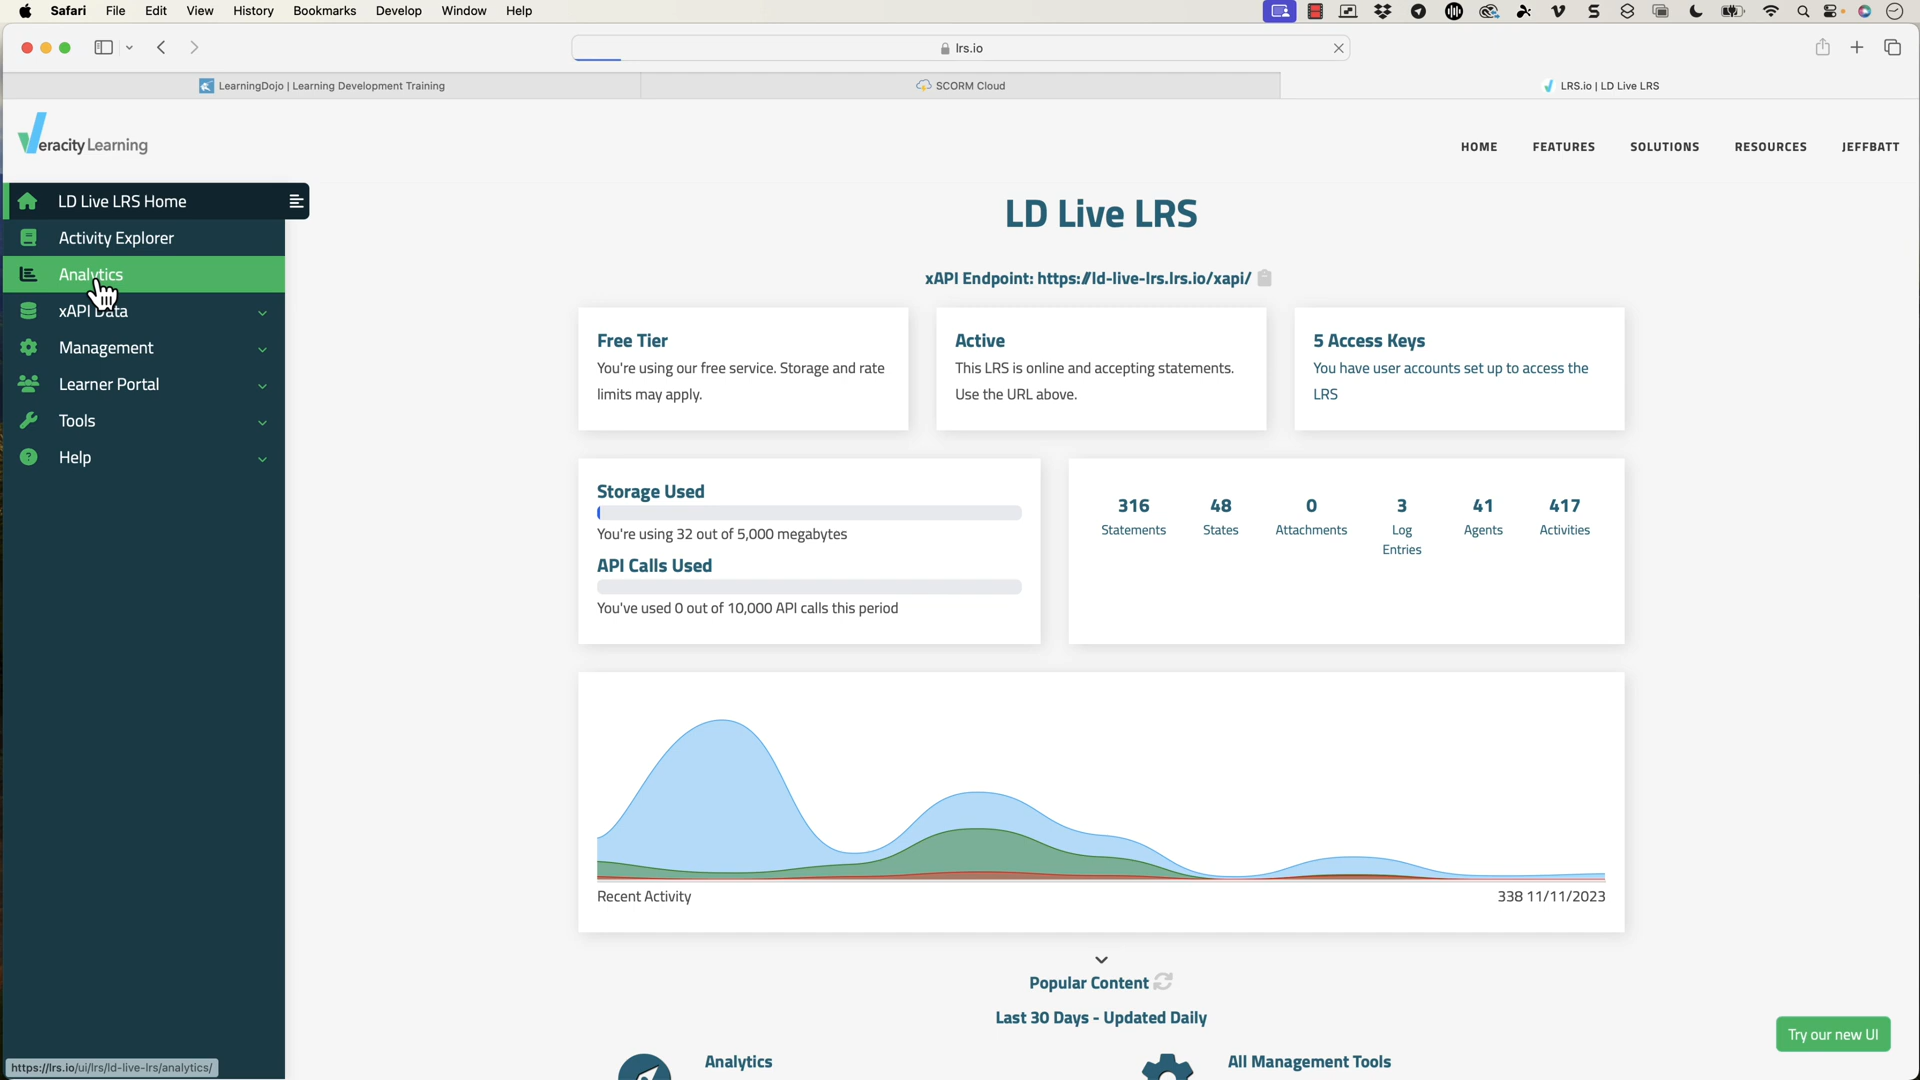 Safari File Edit View History Bookmarks Develop Window Help
lrs.io
LearningDojo | Learning Development Training
SCORM Cloud
LRS.io | LD Live LRS
Veracity Learning
HOME FEATURES SOLUTIONS RESOURCES JEFFBATT
LD Live LRS Home
Activity Explorer
Analytics
xAPI Data
Management
Learner Portal
Tools
Help
LD Live LRS
xAPI Endpoint: https://ld-live-lrs.lrs.io/xapi/
Free Tier
You're using our free service. Storage and rate
limits may apply.
Active
This LRS is online and accepting statements.
Use the URL above.
5 Access Keys
You have user accounts set up to access the
LRS
Storage Used
You're using 32 out of 5,000 megabytes
API Calls Used
You've used 0 out of 10,000 API calls this period
316 48 0 3 41 417
Statements States Attachments Log Agents Activities
Entries
Recent Activity
338 11/11/2023
Popular Content
Last 30 Days - Updated Daily
Analytics
All Management Tools
Try our new UI
https://lrs.io/ui/lrs/ld-live-lrs/analytics/